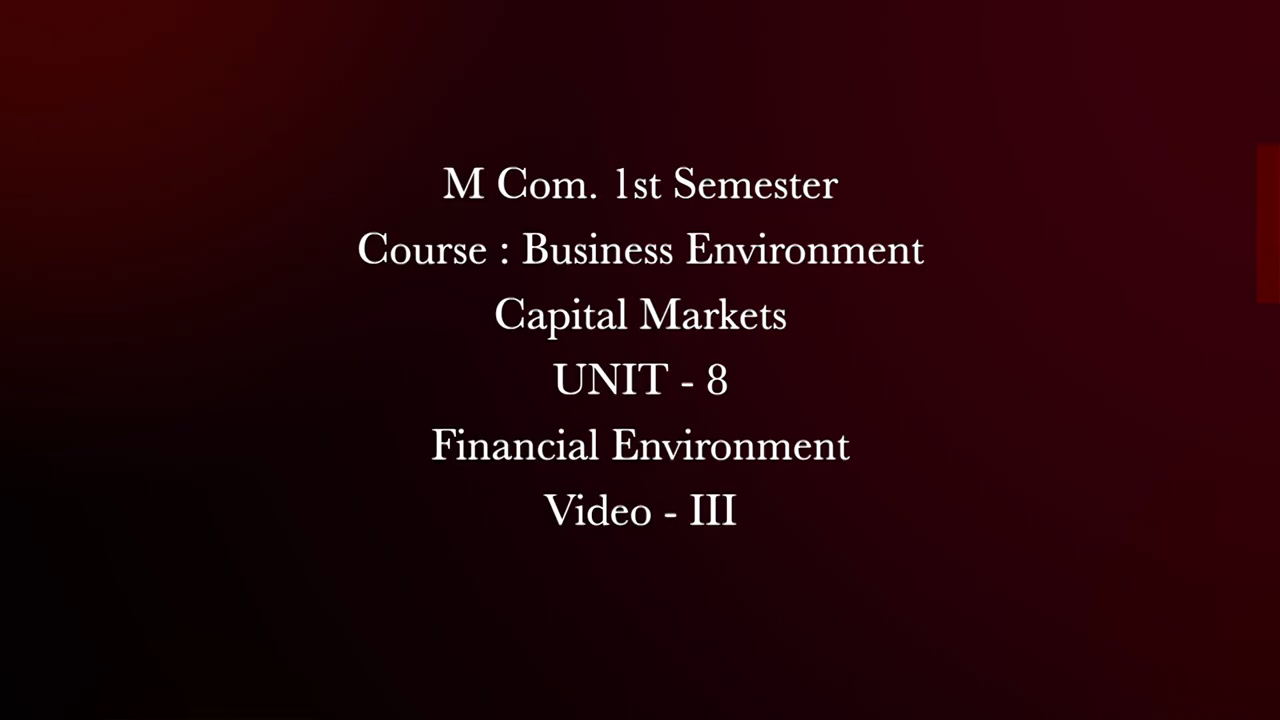 M Com. 1st Semester
Course : Business Environment
Capital Markets
UNIT - 8
Financial Environment
Video - III